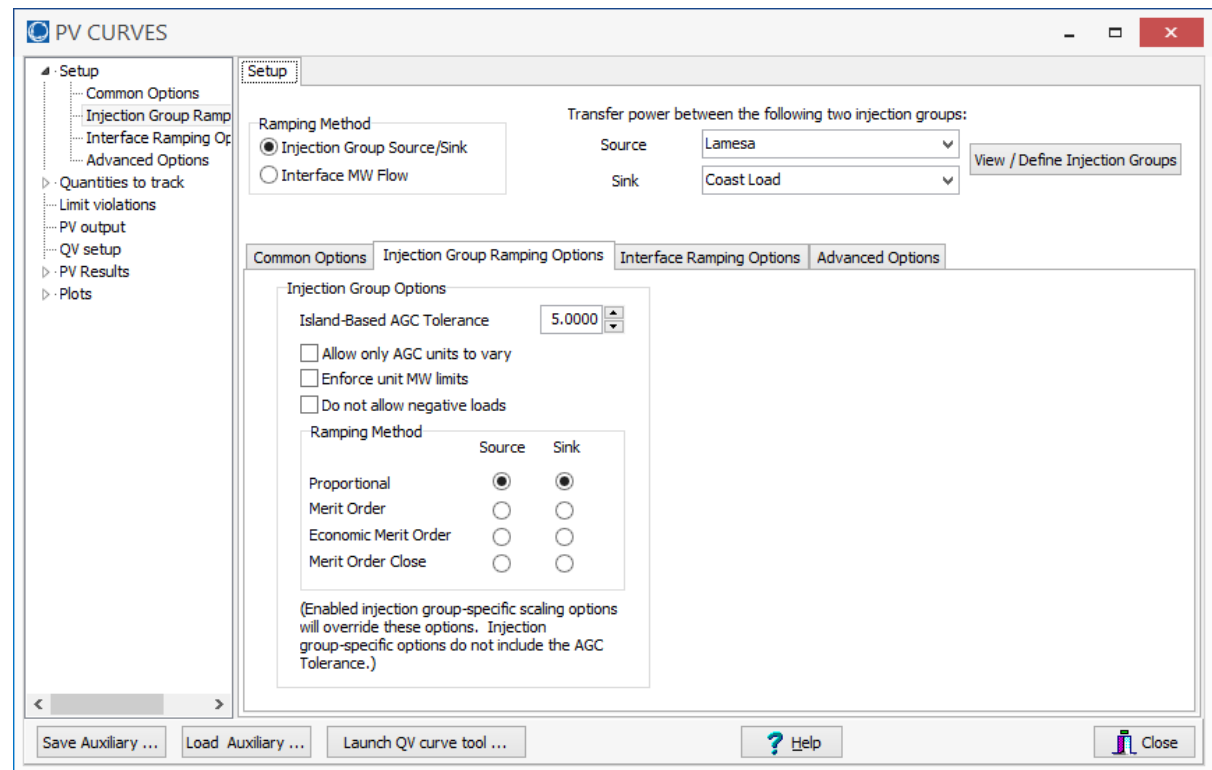 PV CURVES
Setup
Common Options
Injection Group Ramp
Interface Ramping Op
Advanced Options
Quantities to track
Limit violations
PV output
QV setup
PV Results
Plots
Setup
Ramping Method
Injection Group Source/Sink
Interface MW Flow
Transfer power between the following two injection groups:
Source Lamesa
Sink Coast Load
View / Define Injection Groups
Common Options Injection Group Ramping Options Interface Ramping Options Advanced Options
Injection Group Options
Island-Based AGC Tolerance 5.0000
Allow only AGC units to vary
Enforce unit MW limits
Do not allow negative loads
Ramping Method
Source Sink
Proportional
Merit Order
Economic Merit Order
Merit Order Close
(Enabled injection group-specific scaling options
will override these options. Injection
group-specific options do not include the AGC
Tolerance.)
Save Auxiliary ... Load Auxiliary ... Launch QV curve tool ... ? Help Close